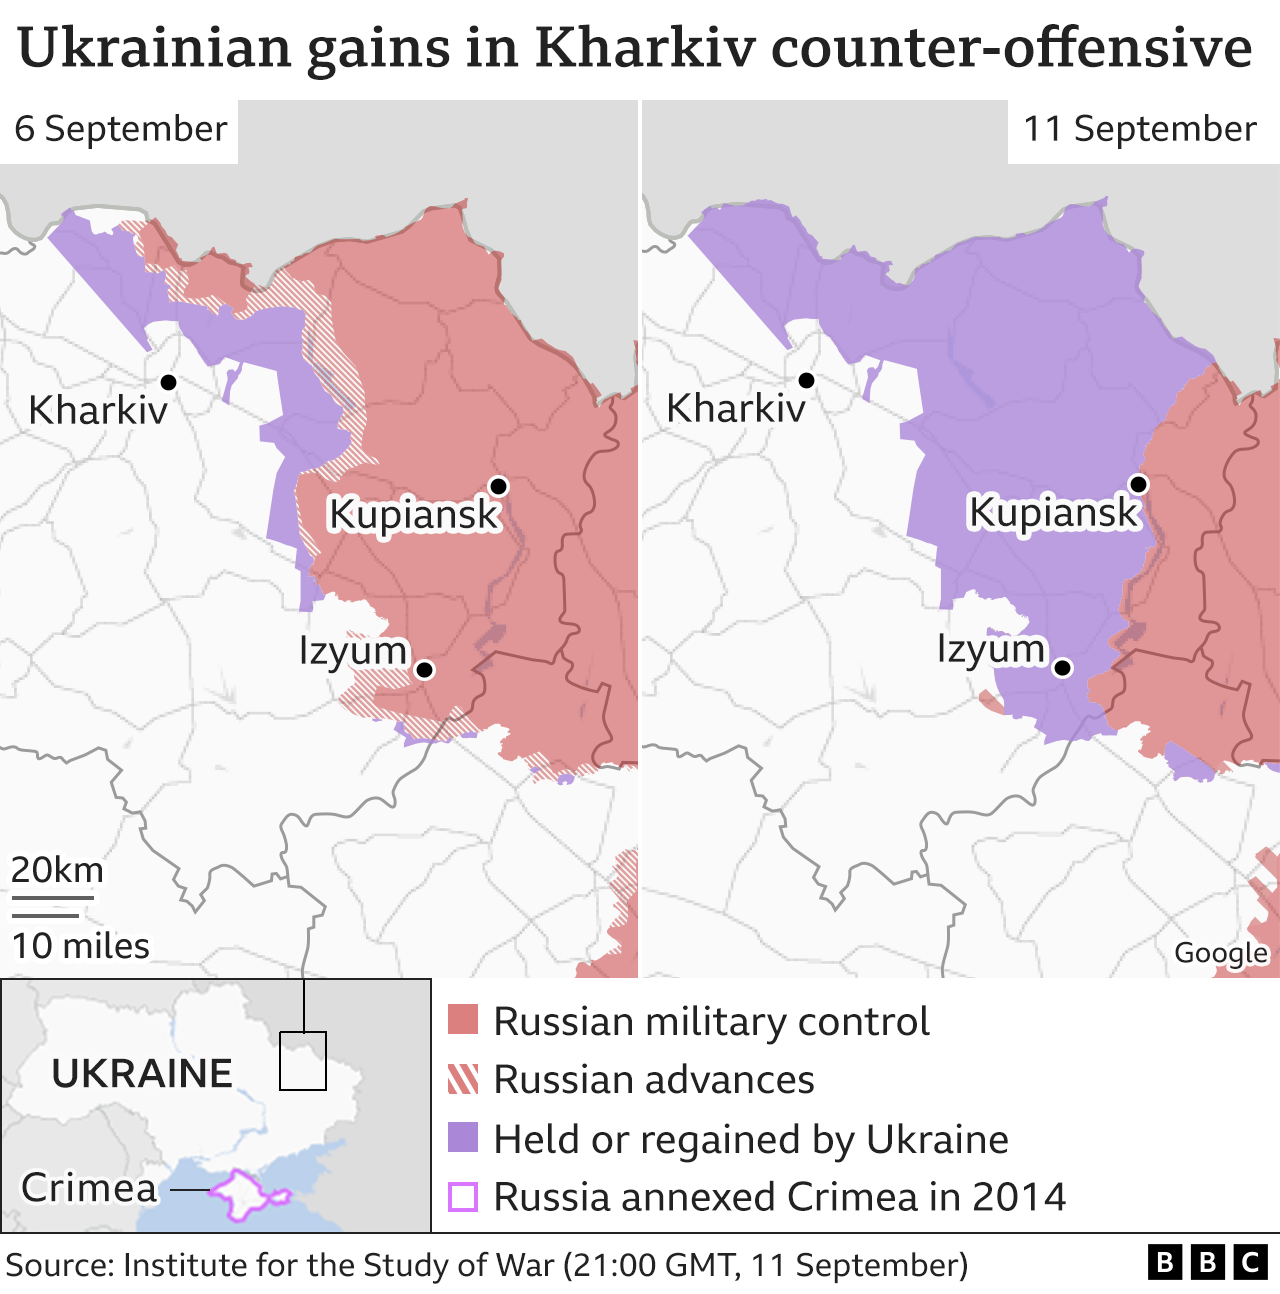 Ukrainian gains in Kharkiv counter-offensive
6 September
11 September
Kharkiv
Kupiansk
Izyum
20km
10 miles
Kharkiv
Kupiansk
Izyum
Google
UKRAINE
Crimea
Russian military control
Russian advances
Held or regained by Ukraine
Russia annexed Crimea in 2014
Source: Institute for the Study of War (21:00 GMT, 11 September)
BBC